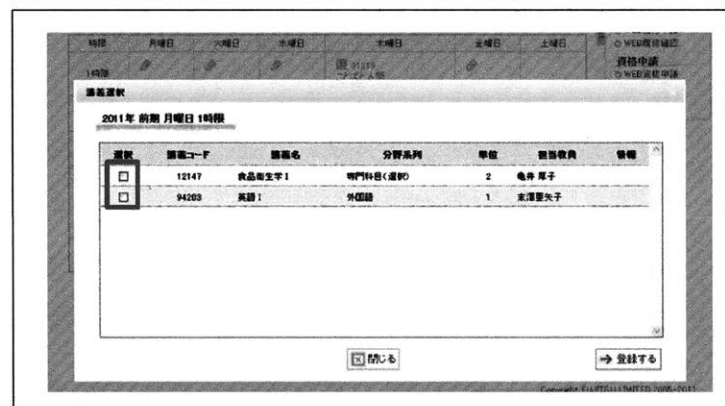 時限 月曜日 火曜日 水曜日 木曜日 金曜日 土曜日
WEB履修確認
資格申請
WEB資格申請
1時限
講義選択
2011年 前期 月曜日 1時限
選択 講義コード 講義名 分野系列 単位 担当教員 情報
12147 食品衛生学I 専門科目(選択) 2 亀井 厚子
94203 英語I 外国語 1 末澤亜矢子
閉じる
→ 登録する
Copyright FUJITSU LIMITED 2005-2011